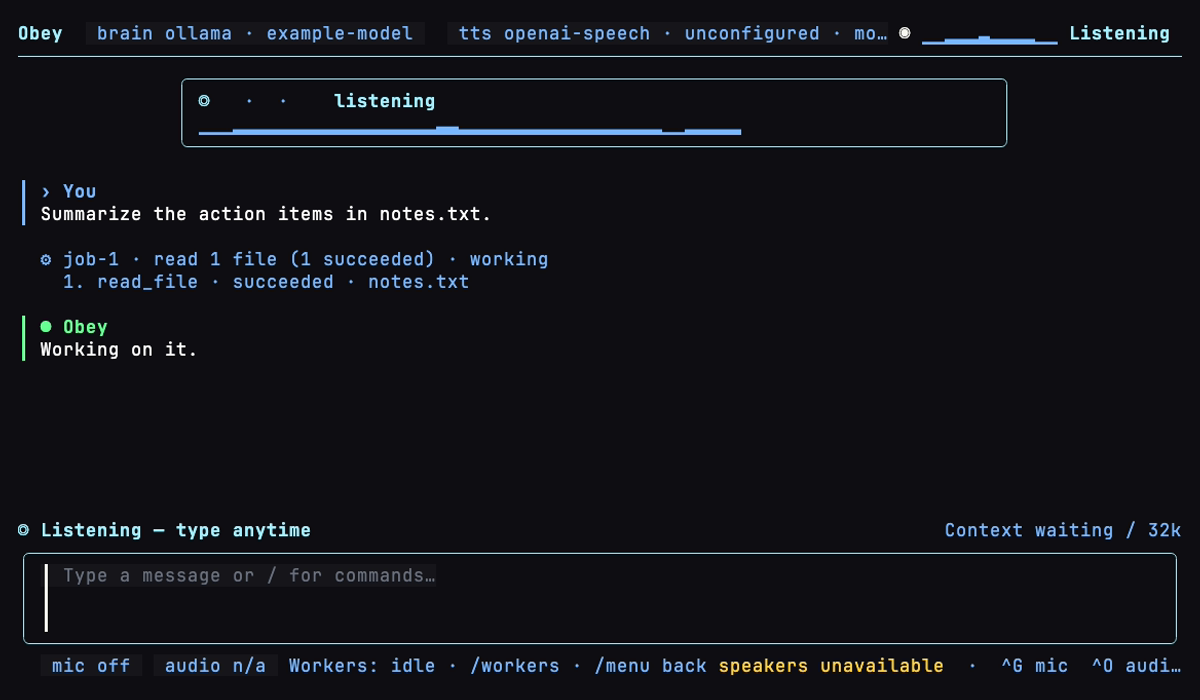 Obey brain ollama · example-model tts openai-speech · unconfigured · mo… Listening
listening
› You
Summarize the action items in notes.txt.
job-1 · read 1 file (1 succeeded) · working
1. read_file · succeeded · notes.txt
Obey
Working on it.
Listening — type anytime Context waiting / 32k
Type a message or / for commands…
mic off audio n/a Workers: idle · /workers · /menu back speakers unavailable · ^G mic ^O audi…